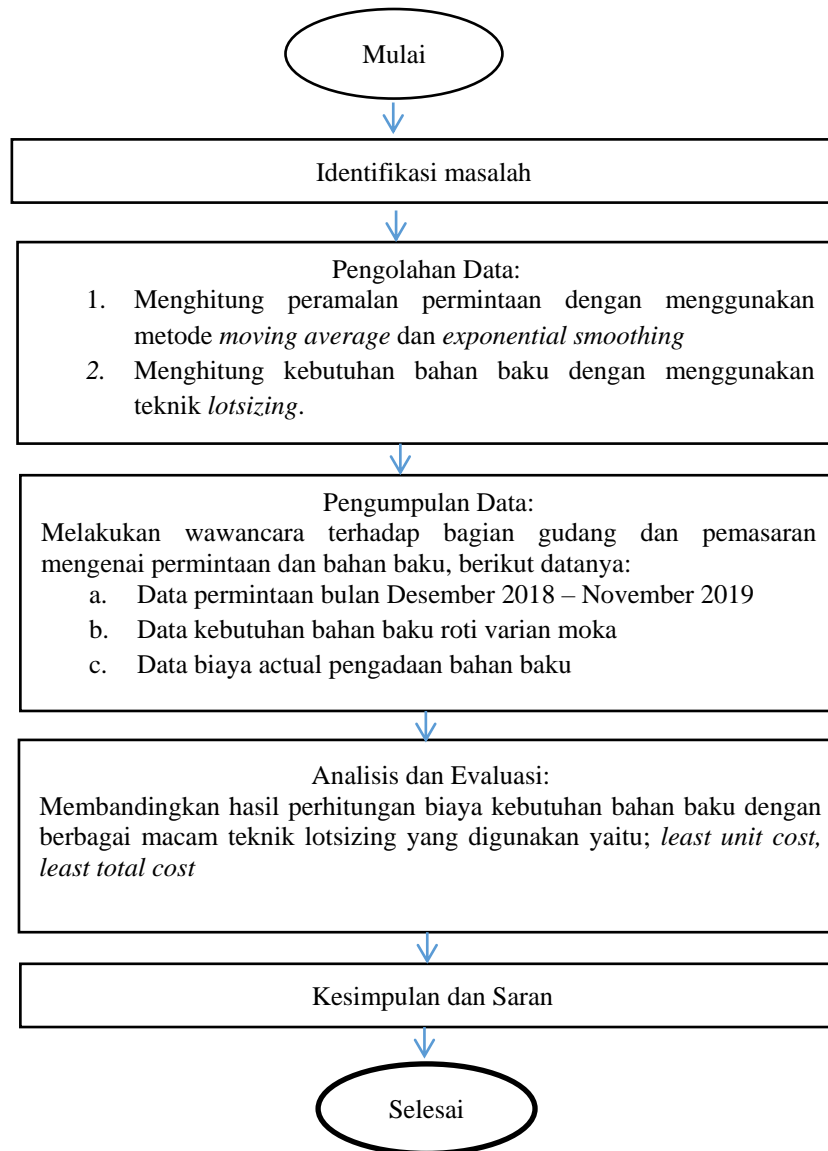 Mulai
Identifikasi masalah
Pengolahan Data:
1. Menghitung peramalan permintaan dengan menggunakan
metode moving average dan exponential smoothing
2. Menghitung kebutuhan bahan baku dengan menggunakan
teknik lotsizing.
Pengumpulan Data:
Melakukan wawancara terhadap bagian gudang dan pemasaran
mengenai permintaan dan bahan baku, berikut datanya:
a. Data permintaan bulan Desember 2018 – November 2019
b. Data kebutuhan bahan baku roti varian moka
c. Data biaya actual pengadaan bahan baku
Analisis dan Evaluasi:
Membandingkan hasil perhitungan biaya kebutuhan bahan baku dengan
berbagai macam teknik lotsizing yang digunakan yaitu; least unit cost,
least total cost
Kesimpulan dan Saran
Selesai